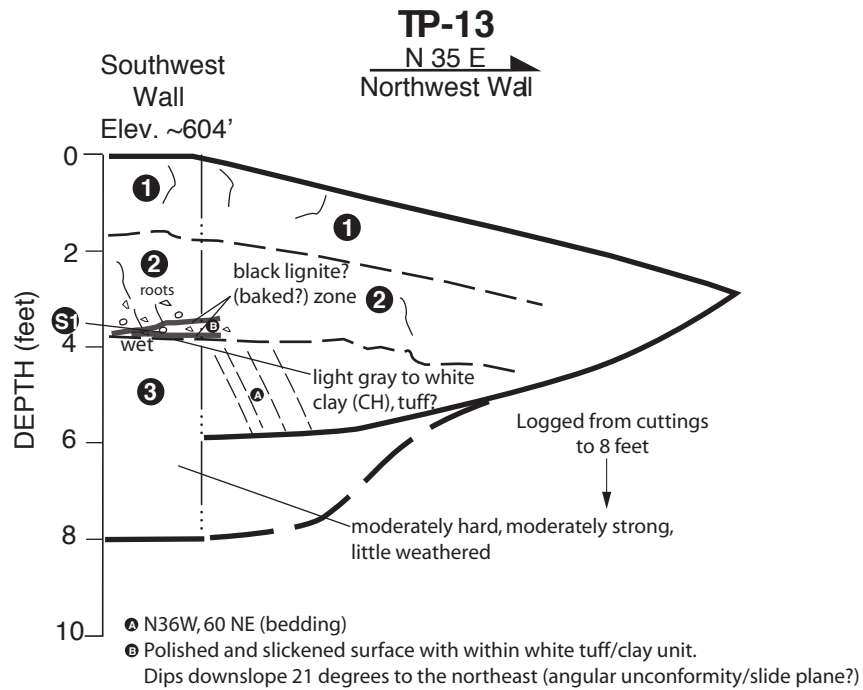 TP-13
N 35 E
Northwest Wall
Southwest
Wall
Elev. ~604’
0
1
1
2
2
roots
black lignite?
(baked?) zone
2
S1
B
4
wet
light gray to white
clay (CH), tuff?
3
A
DEPTH (feet)
Logged from cuttings
to 8 feet
6
moderately hard, moderately strong,
little weathered
8
10
A N36W, 60 NE (bedding)
B Polished and slickened surface with within white tuff/clay unit.
Dips downslope 21 degrees to the northeast (angular unconformity/slide plane?)